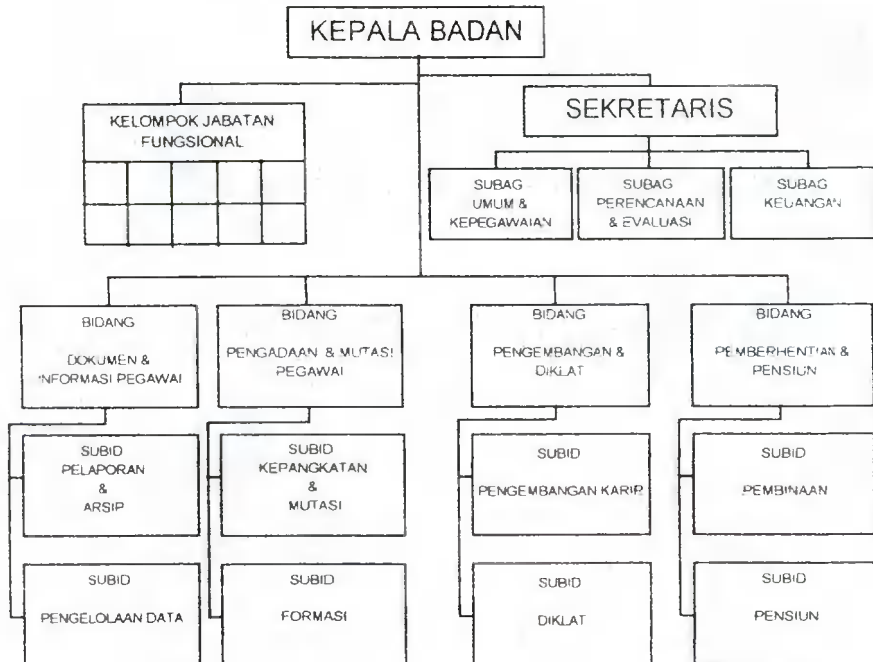 KEPALA BADAN
KELOMPOK JABATAN
FUNGSIONAL
SEKRETARIS
SUBAG
UMUM &
KEPEGAWAIAN
SUBAG
PERENCANAAN
& EVALUASI
SUBAG
KEUANGAN
BIDANG
DOKUMEN &
INFORMASI PEGAWAI
BIDANG
PENGADAAN & MUTASI
PEGAWAI
BIDANG
PENGEMBANGAN &
DIKLAT
BIDANG
PEMBERHENTIAN &
PENSIUN
SUBID
PELAPORAN
&
ARSIP
SUBID
KEPANGKATAN
&
MUTASI
SUBID
PENGEMBANGAN KARIR
SUBID
PEMBINAAN
SUBID
PENGELOLAAN DATA
SUBID
FORMASI
SUBID
DIKLAT
SUBID
PENSIUN